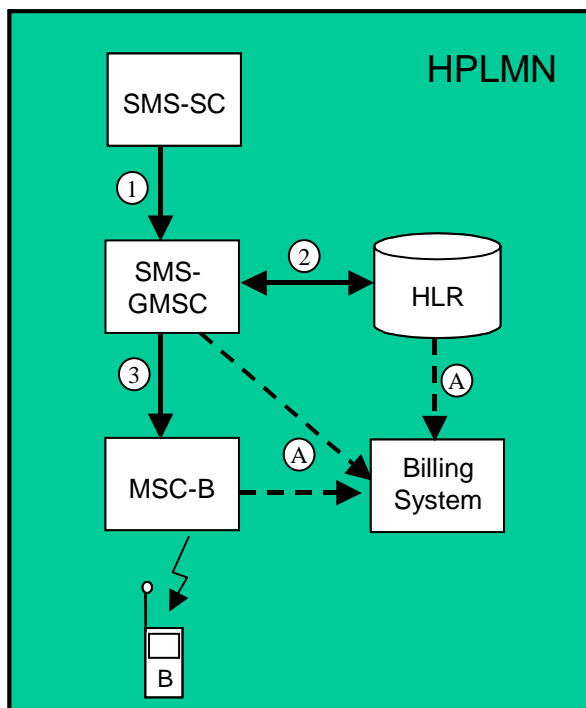 HPLMN
SMS-SC
1
SMS-
GMSC
2
HLR
3
A
A
MSC-B
Billing
System
B